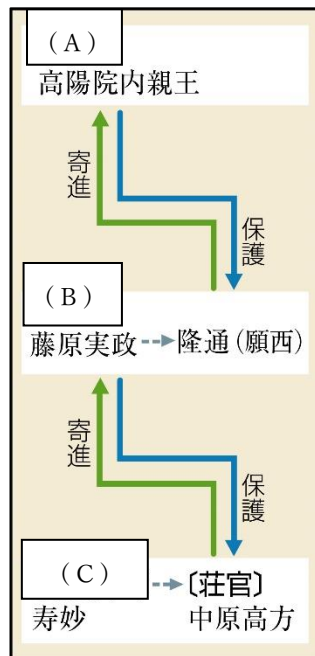 （A）
高陽院内親王
寄進
保護
（B）
藤原実政 隆通（願西）
寄進
保護
（C） 〔荘官〕
寿妙 中原高方